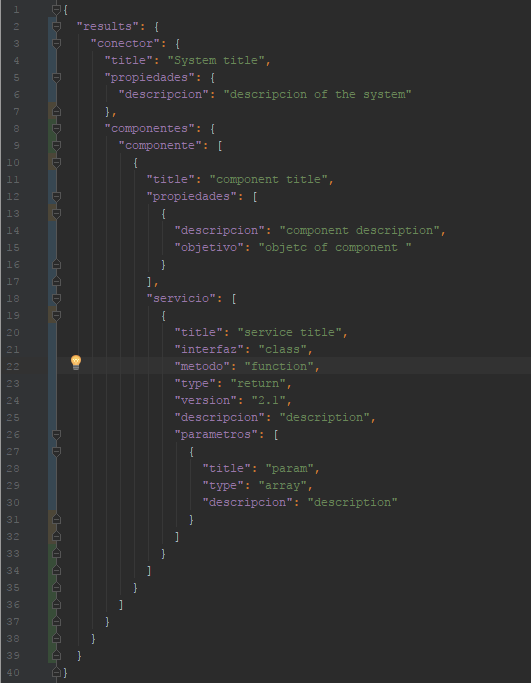 1 {
2 "results": {
3 "conector": {
4 "title": "System title",
5 "propiedades": {
6 "descripcion": "descripcion of the system"
7 },
8 "componentes": {
9 "componente": [
10 {
11 "title": "component title",
12 "propiedades": [
13 {
14 "descripcion": "component description",
15 "objetivo": "objetc of component "
16 }
17 ],
18 "servicio": [
19 {
20 "title": "service title",
21 "interfaz": "class",
22 "metodo": "function",
23 "type": "return",
24 "version": "2.1",
25 "descripcion": "description",
26 "parametros": [
27 {
28 "title": "param",
29 "type": "array",
30 "descripcion": "description"
31 }
32 ]
33 }
34 ]
35 }
36 ]
37 }
38 }
39 }
40 }